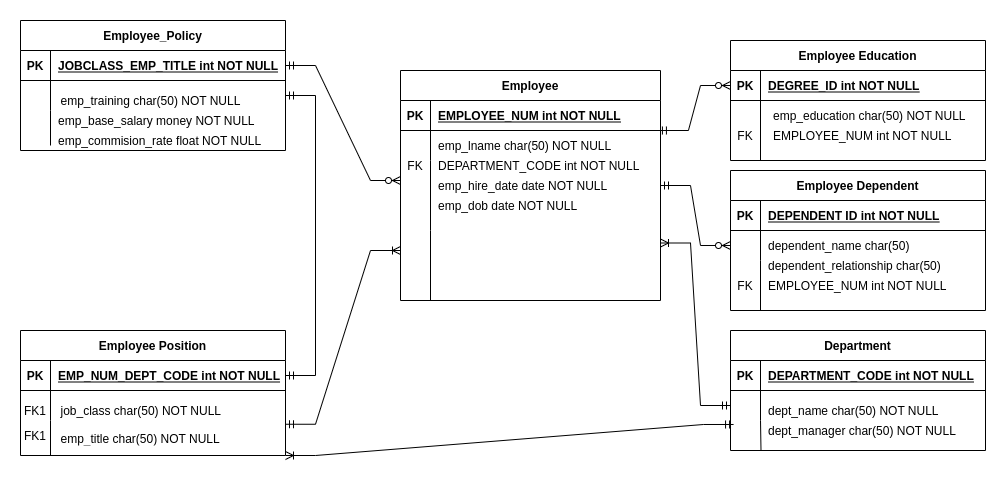 Employee_Policy
PK JOBCLASS_EMP_TITLE int NOT NULL
emp_training char(50) NOT NULL
emp_base_salary money NOT NULL
emp_commision_rate float NOT NULL
Employee
PK EMPLOYEE_NUM int NOT NULL
emp_lname char(50) NOT NULL
FK DEPARTMENT_CODE int NOT NULL
emp_hire_date date NOT NULL
emp_dob date NOT NULL
Employee Education
PK DEGREE_ID int NOT NULL
emp_education char(50) NOT NULL
FK EMPLOYEE_NUM int NOT NULL
Employee Dependent
PK DEPENDENT ID int NOT NULL
dependent_name char(50)
dependent_relationship char(50)
FK EMPLOYEE_NUM int NOT NULL
Employee Position
PK EMP_NUM_DEPT_CODE int NOT NULL
FK1 job_class char(50) NOT NULL
FK1 emp_title char(50) NOT NULL
Department
PK DEPARTMENT_CODE int NOT NULL
dept_name char(50) NOT NULL
dept_manager char(50) NOT NULL